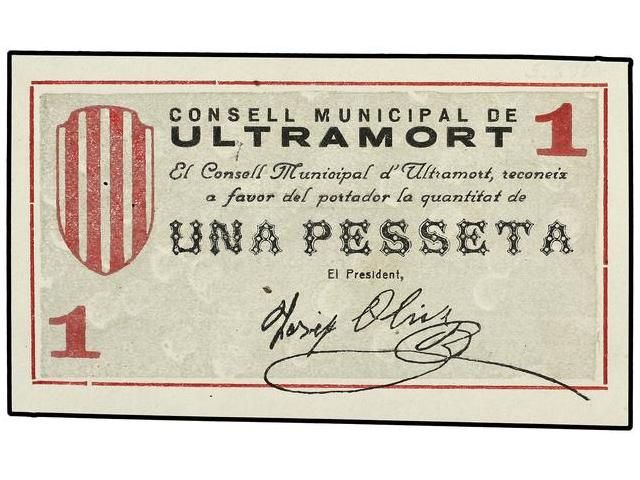 CONSELL MUNICIPAL DE
ULTRAMORT
1
El Consell Municipal d'Ultramort, reconeix
a favor del portador la quantitat de
UNA PESSETA
El President,
Josep
1